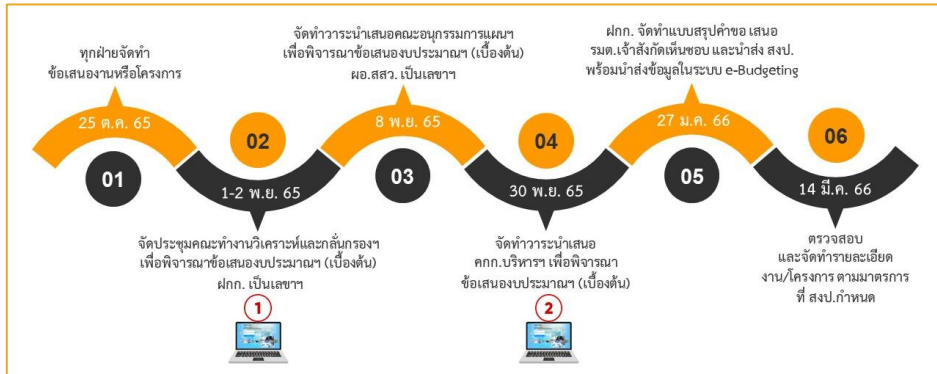 ทุกฝ่ายจัดทำ
ข้อเสนองานหรือโครงการ
25 ต.ค. 65
01
02
1-2 พ.ย. 65
จัดประชุมคณะทำงานวิเคราะห์และกลั่นกรองฯ
เพื่อพิจารณาข้อเสนองบประมาณฯ (เบื้องต้น)
ฝกก. เป็นเลขาฯ
1
จัดทำวาระนำเสนอคณะอนุกรรมการแผนฯ
เพื่อพิจารณาข้อเสนองบประมาณฯ (เบื้องต้น)
ผอ.สสว. เป็นเลขาฯ
8 พ.ย. 65
03
04
30 พ.ย. 65
จัดทำวาระนำเสนอ
คกก.บริหารฯ เพื่อพิจารณา
ข้อเสนองบประมาณฯ (เบื้องต้น)
2
ฝกก. จัดทำแบบสรุปคำขอ เสนอ
รมต.เจ้าสังกัดเห็นชอบ และนำส่ง สงป.
พร้อมนำส่งข้อมูลในระบบ e-Budgeting
27 ม.ค. 66
05
06
14 มี.ค. 66
ตรวจสอบ
และจัดทำรายละเอียด
งาน/โครงการ ตามมาตรการ
ที่ สงป.กำหนด